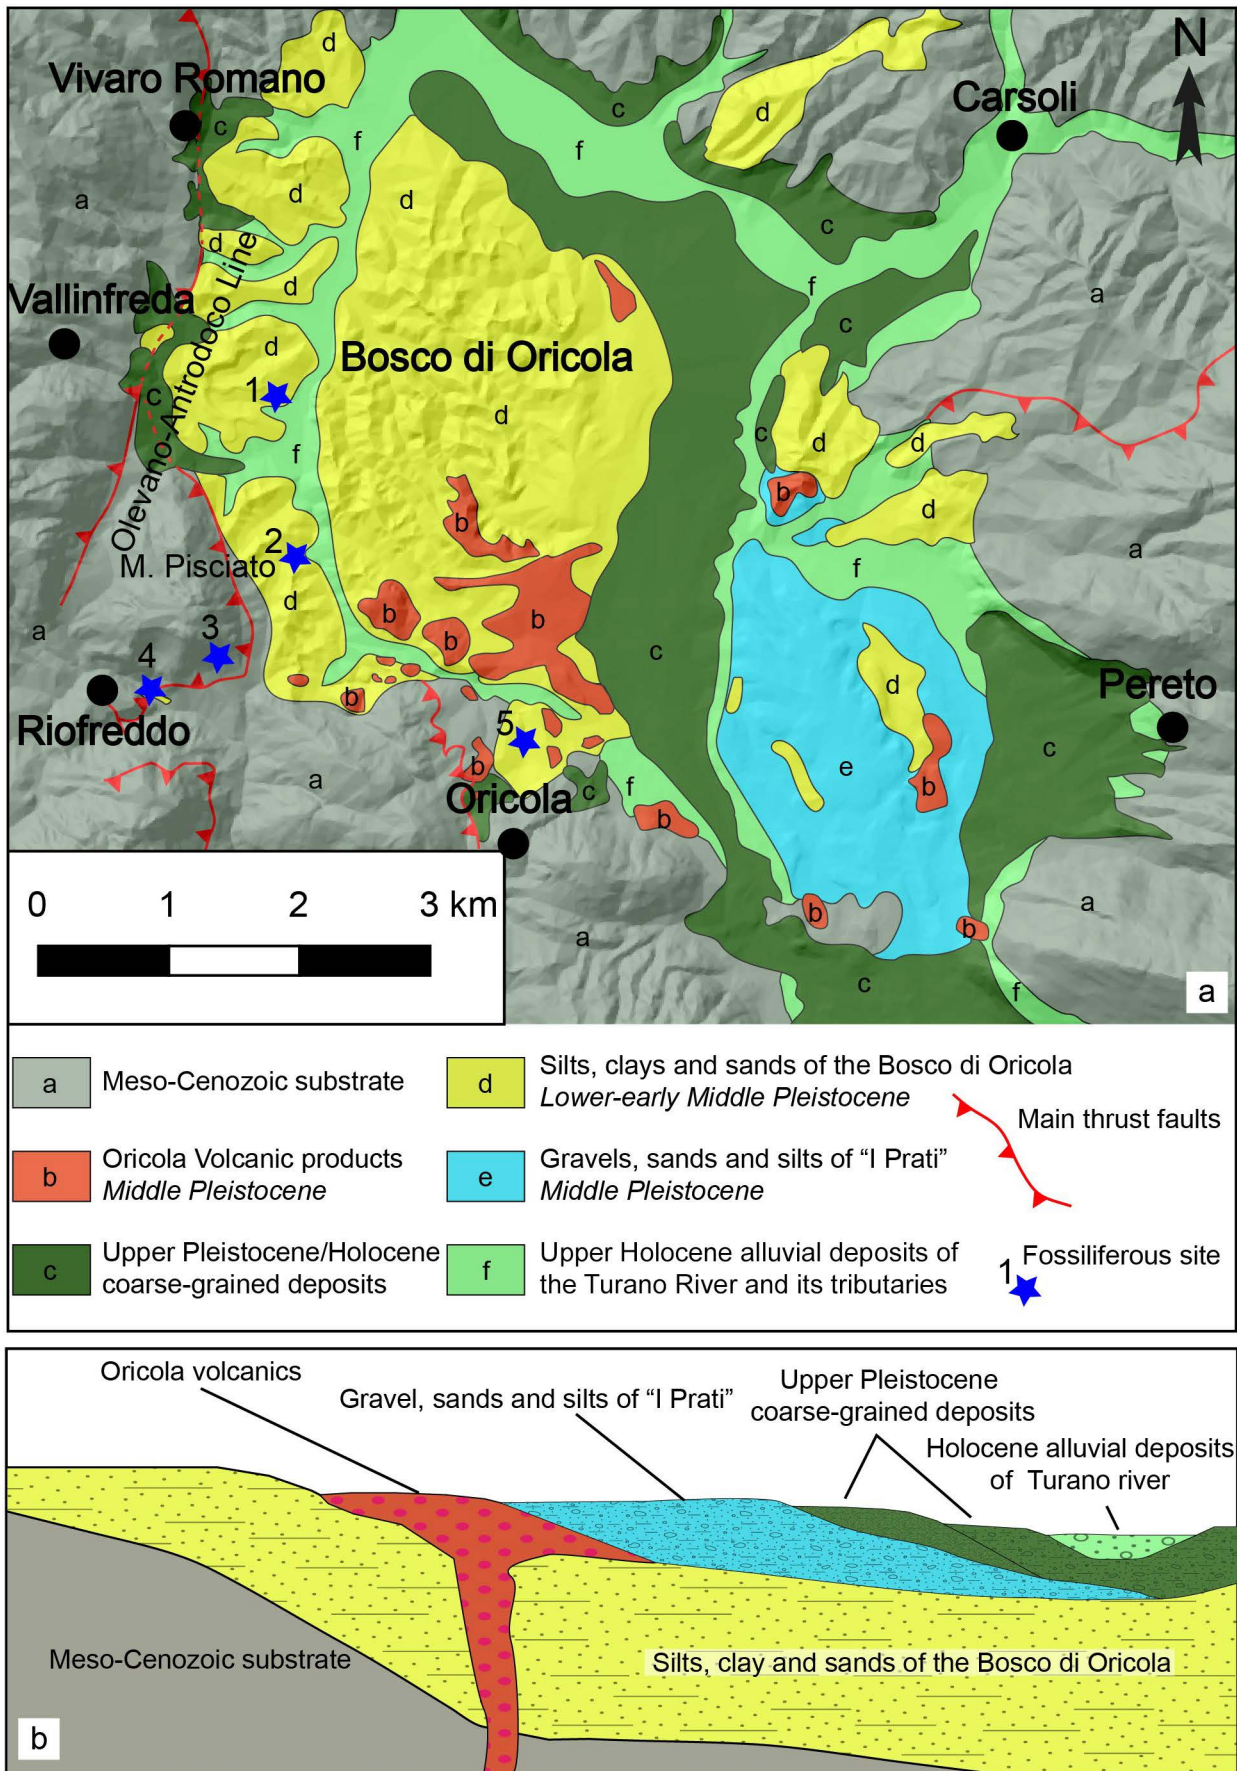 d
N
Vivaro Romano
c
d
c
Carsoli
f
f
a
d
d
c
d
Olevano-Antrodoco Line
d
f
a
Vallinfreda
c
d
Bosco di Oricola
1
c
d
c
d
d
f
b
b
d
2
M. Pisciato
a
f
d
b
b
b
a
3
4
c
d
Pereto
b
Riofreddo
5
c
a
b
e
b
Oricola
c
f
b
0 1 2 3 km
b
a
b
a
c
f
a
a Meso-Cenozoic substrate
b Oricola Volcanic products
Middle Pleistocene
c Upper Pleistocene/Holocene
coarse-grained deposits
d Silts, clays and sands of the Bosco di Oricola
Lower-early Middle Pleistocene
e Gravels, sands and silts of “I Prati”
Middle Pleistocene
f Upper Holocene alluvial deposits of
the Turano River and its tributaries
Main thrust faults
1 Fossiliferous site
Oricola volcanics
Gravel, sands and silts of “I Prati”
Upper Pleistocene
coarse-grained deposits
Holocene alluvial deposits
of Turano river
Meso-Cenozoic substrate
Silts, clay and sands of the Bosco di Oricola
b